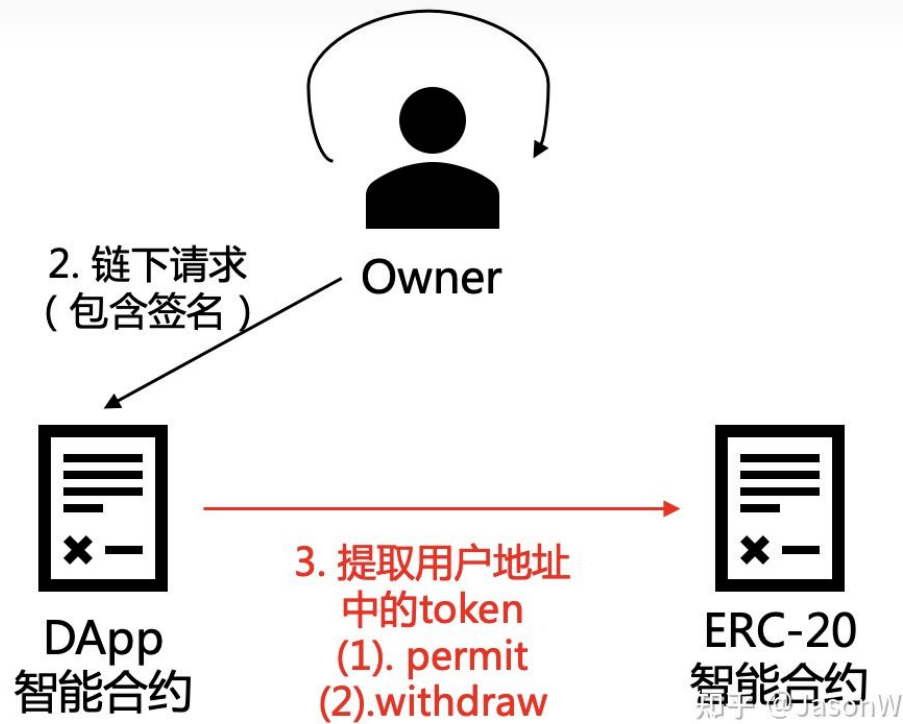 2. 链下请求
（包含签名）
Owner
3. 提取用户地址
中的token
(1). permit
(2).withdraw
DApp
智能合约
ERC-20
智能合约
知乎 @JasonW